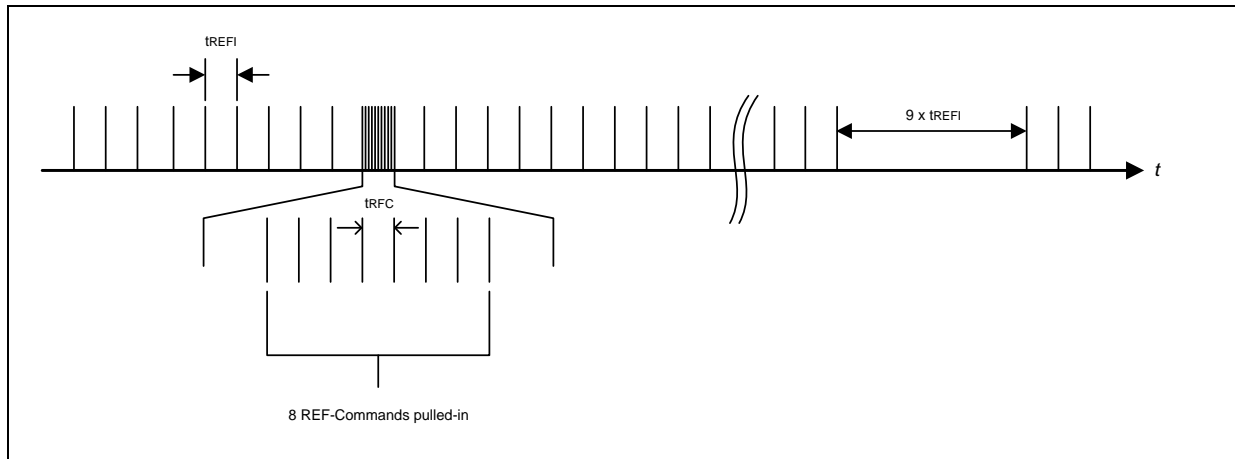 tREFI
9 x tREFI
t
tRFC
8 REF-Commands pulled-in